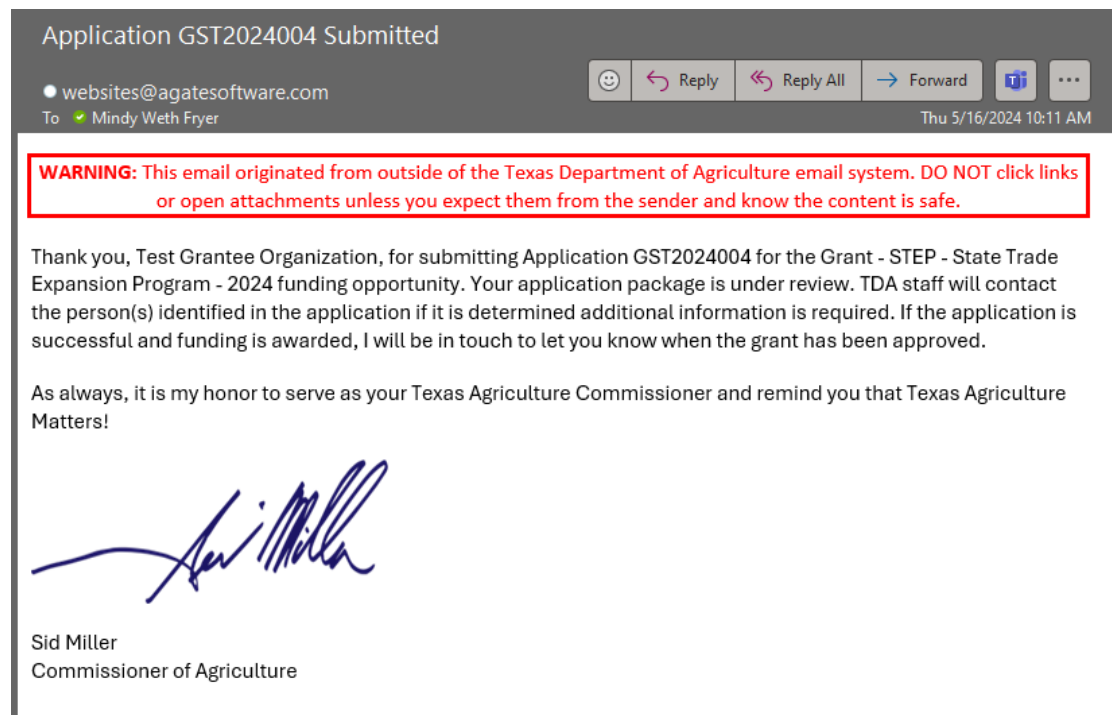 Application GST2024004 Submitted
websites@agatesoftware.com
Reply
Reply All
Forward
To Mindy Weth Fryer
Thu 5/16/2024 10:11 AM
WARNING: This email originated from outside of the Texas Department of Agriculture email system. DO NOT click links
or open attachments unless you expect them from the sender and know the content is safe.
Thank you, Test Grantee Organization, for submitting Application GST2024004 for the Grant - STEP - State Trade
Expansion Program - 2024 funding opportunity. Your application package is under review. TDA staff will contact
the person(s) identified in the application if it is determined additional information is required. If the application is
successful and funding is awarded, I will be in touch to let you know when the grant has been approved.
As always, it is my honor to serve as your Texas Agriculture Commissioner and remind you that Texas Agriculture
Matters!
Sid Miller
Sid Miller
Commissioner of Agriculture